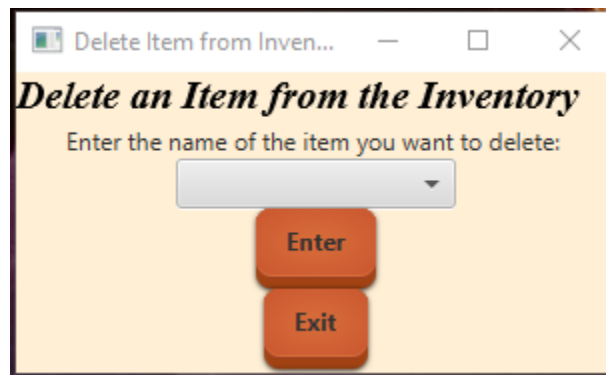 Delete Item from Inven...
Delete an Item from the Inventory
Enter the name of the item you want to delete:
Enter
Exit